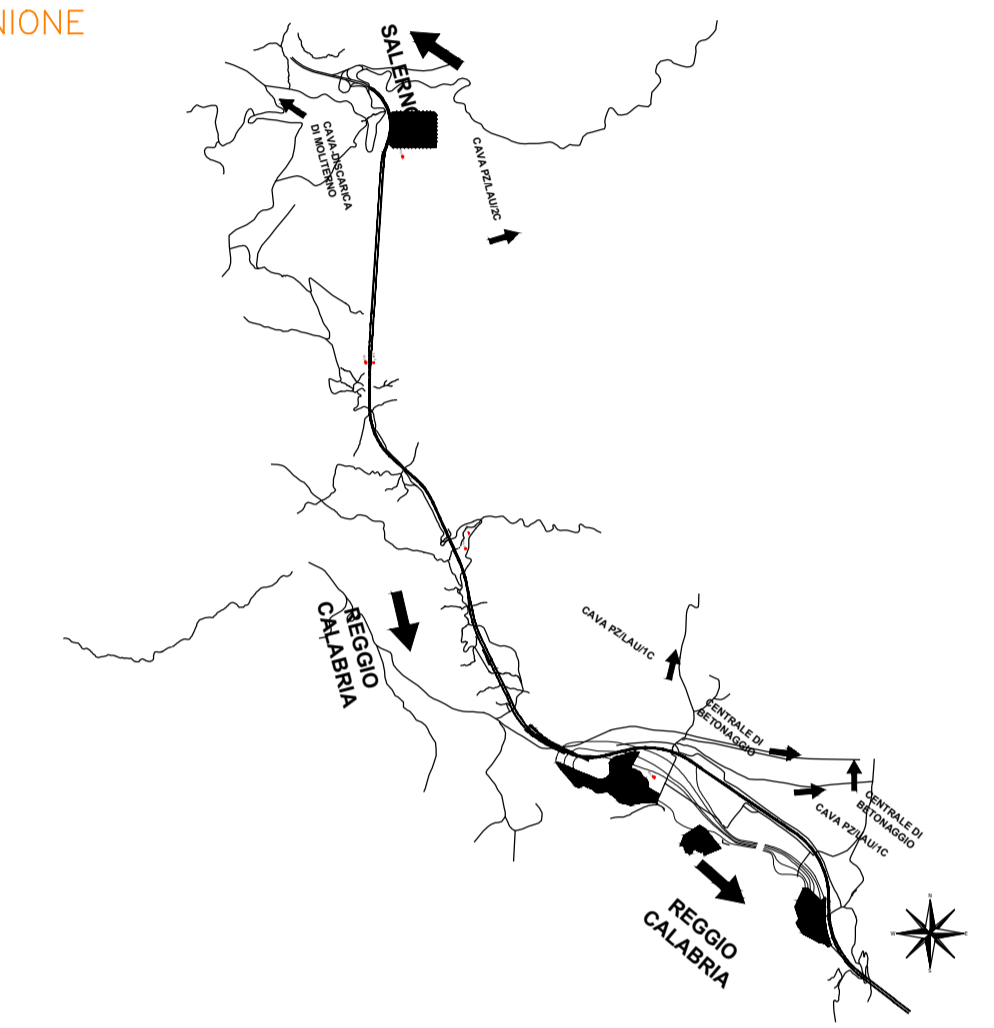 NIONE
SALERNO
CAVA-DISCARICA
DI MOLITERNO
CAVA PZ/LAU/2C
REGGIO
CALABRIA
CAVA PZ/LAU/1C
CENTRALE DI
BETONAGGIO
CENTRALE DI
BETONAGGIO
CAVA PZ/LAU/1C
REGGIO
CALABRIA
N
W
E
S